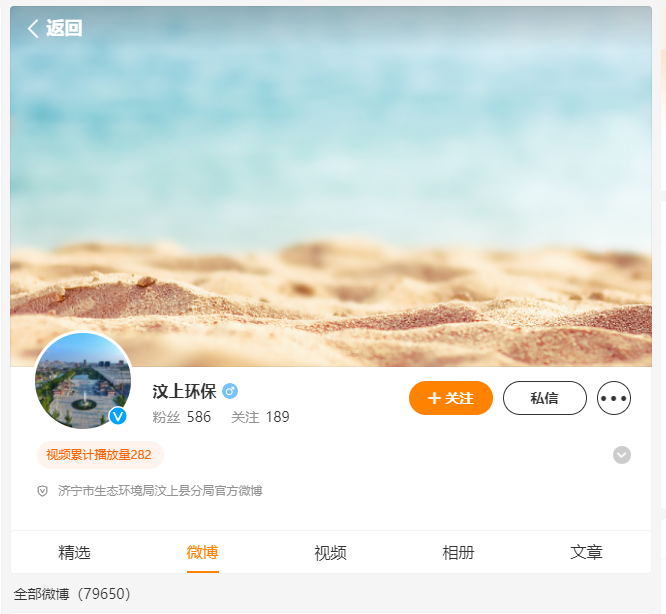 返回
汶上环保
粉丝 586 关注 189
+ 关注
私信
视频累计播放量282
济宁市生态环境局汶上县分局官方微博
精选 微博 视频 相册 文章
全部微博（79650）